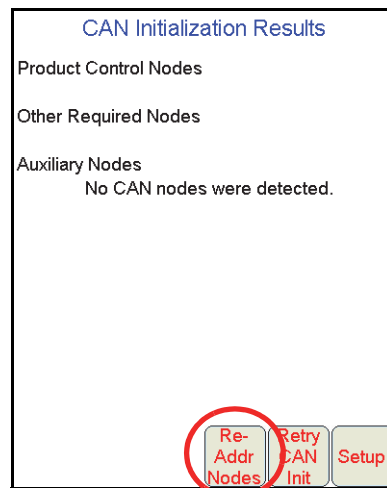 CAN Initialization Results
Product Control Nodes
Other Required Nodes
Auxiliary Nodes
No CAN nodes were detected.
Re-
Addr
Nodes
Retry
CAN
Init
Setup